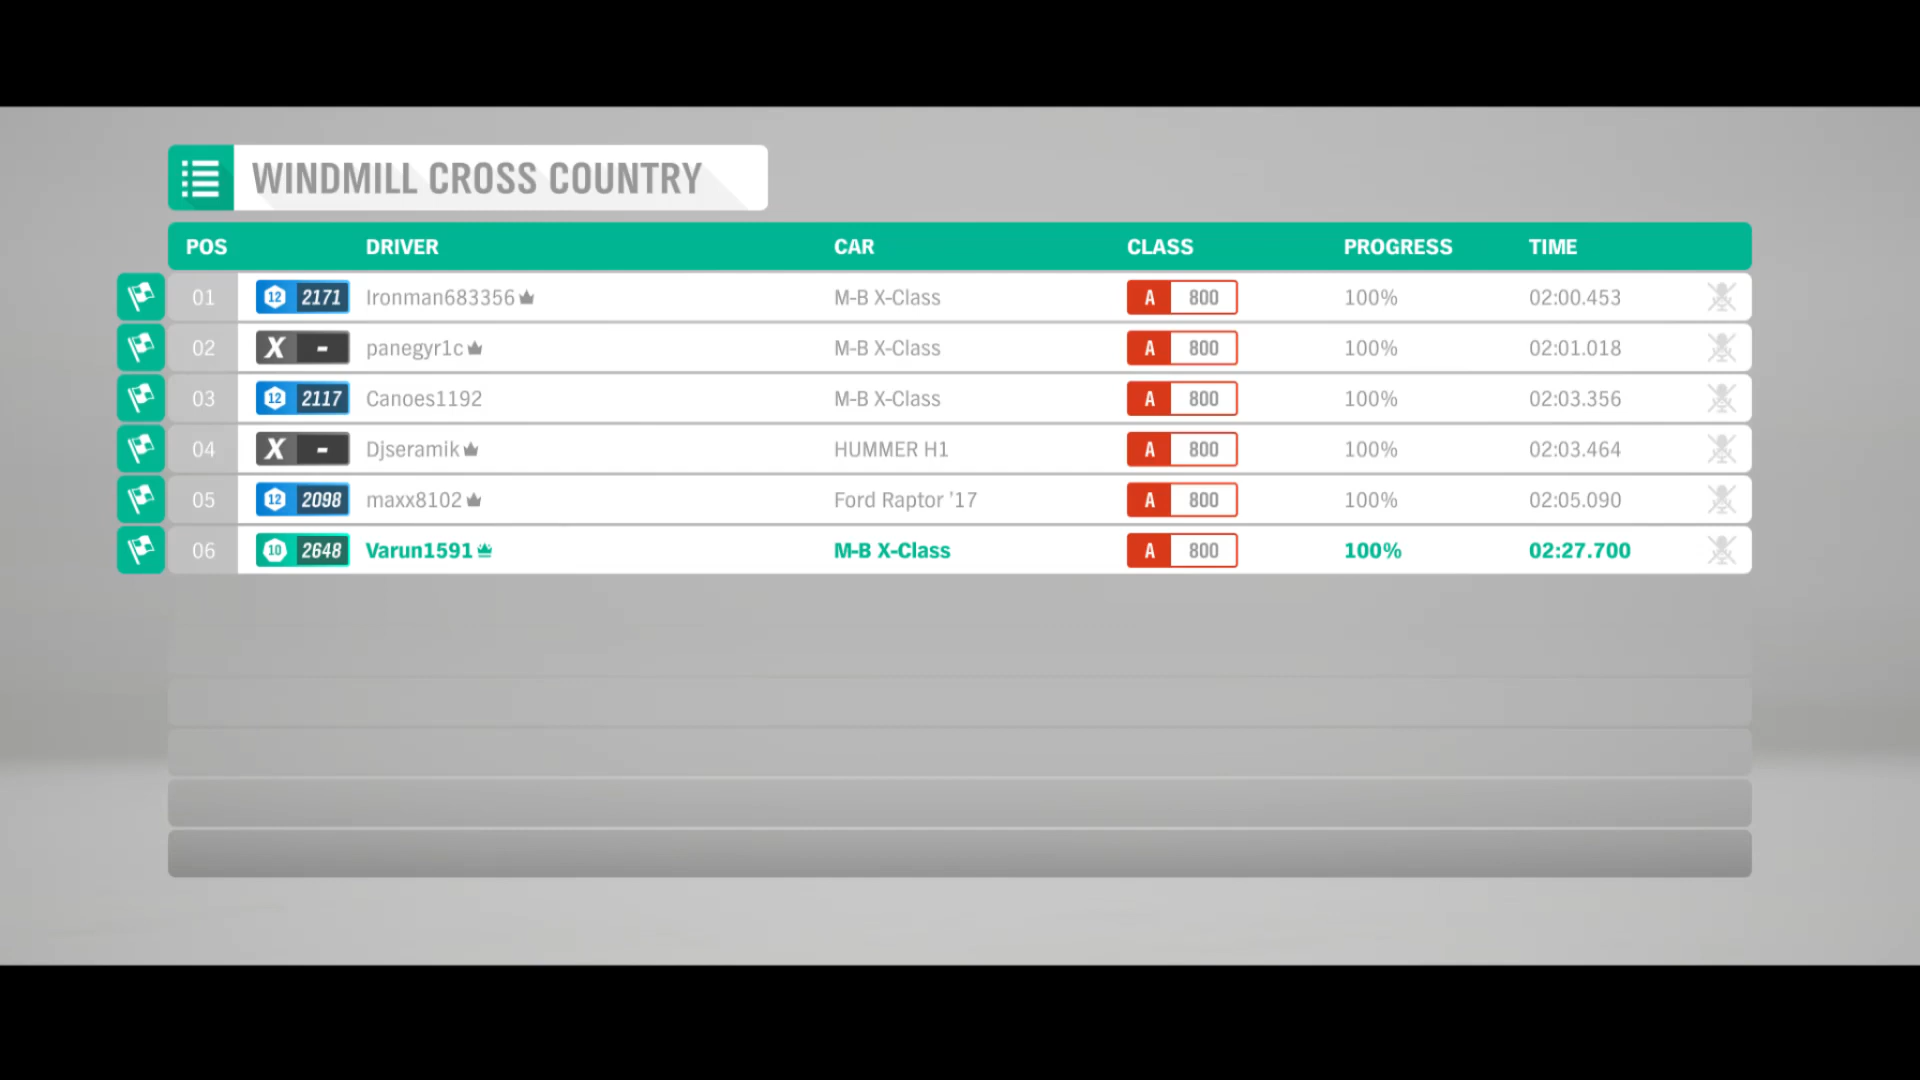 WINDMILL CROSS COUNTRY
POS DRIVER CAR CLASS PROGRESS TIME
01 12 2171 Ironman683356 M-B X-Class A 800 100% 02:00.453
02 X - panegyr1c M-B X-Class A 800 100% 02:01.018
03 12 2117 Canoes1192 M-B X-Class A 800 100% 02:03.356
04 X - Djseramik HUMMER H1 A 800 100% 02:03.464
05 12 2098 maxx8102 Ford Raptor '17 A 800 100% 02:05.090
06 10 2648 Varun1591 M-B X-Class A 800 100% 02:27.700